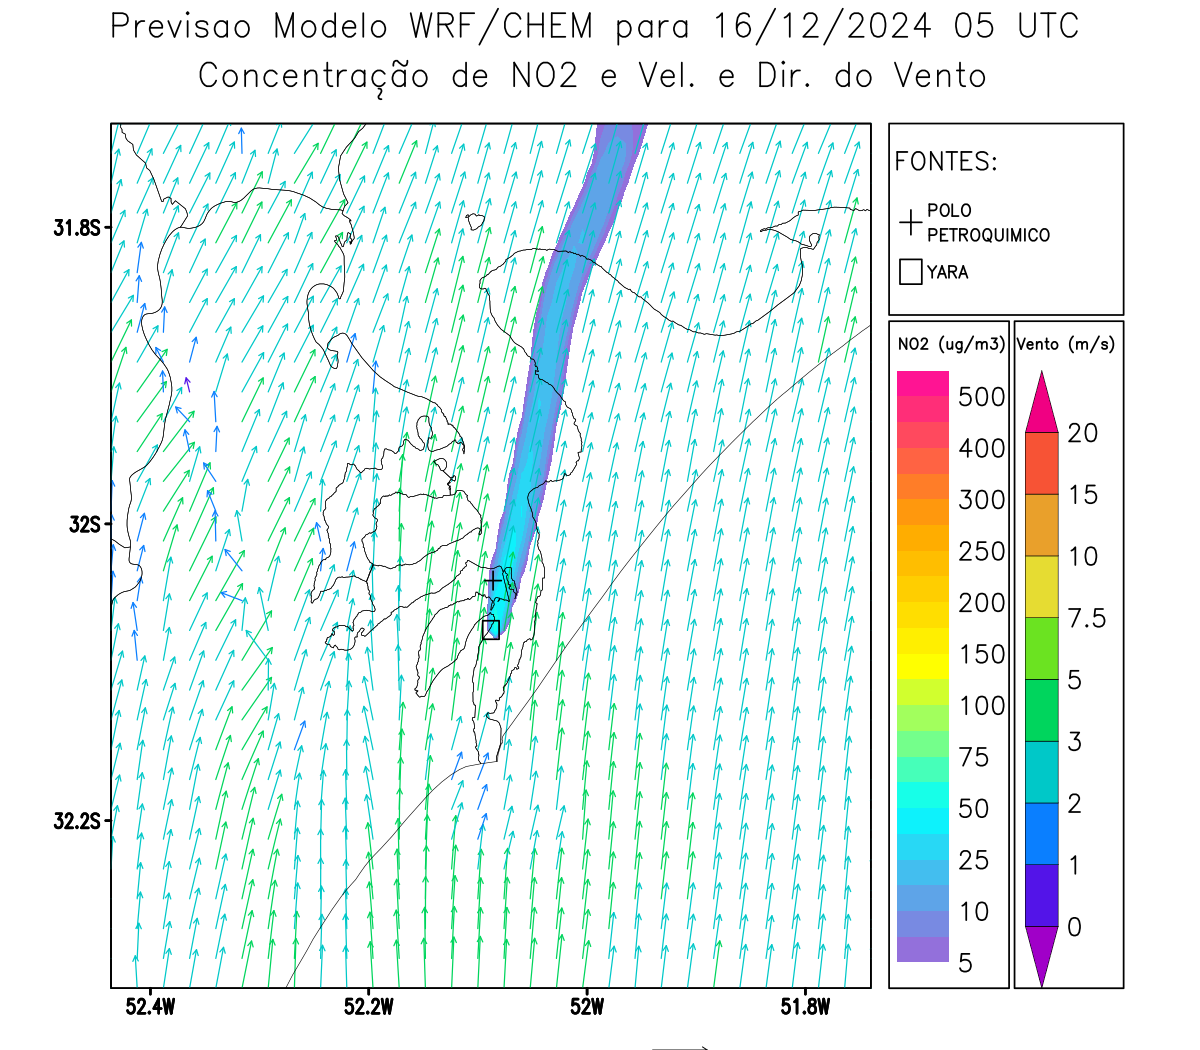 Previsao Modelo WRF/CHEM para 16/12/2024 05 UTC
Concentração de NO2 e Vel. e Dir. do Vento
FONTES:
POLO
PETROQUIMICO
YARA
31.8S
32S
32.2S
52.4W
52.2W
52W
51.8W
NO2 (ug/m3)
500
400
300
250
200
150
100
75
50
25
10
5
Vento (m/s)
20
15
10
7.5
5
3
2
1
0